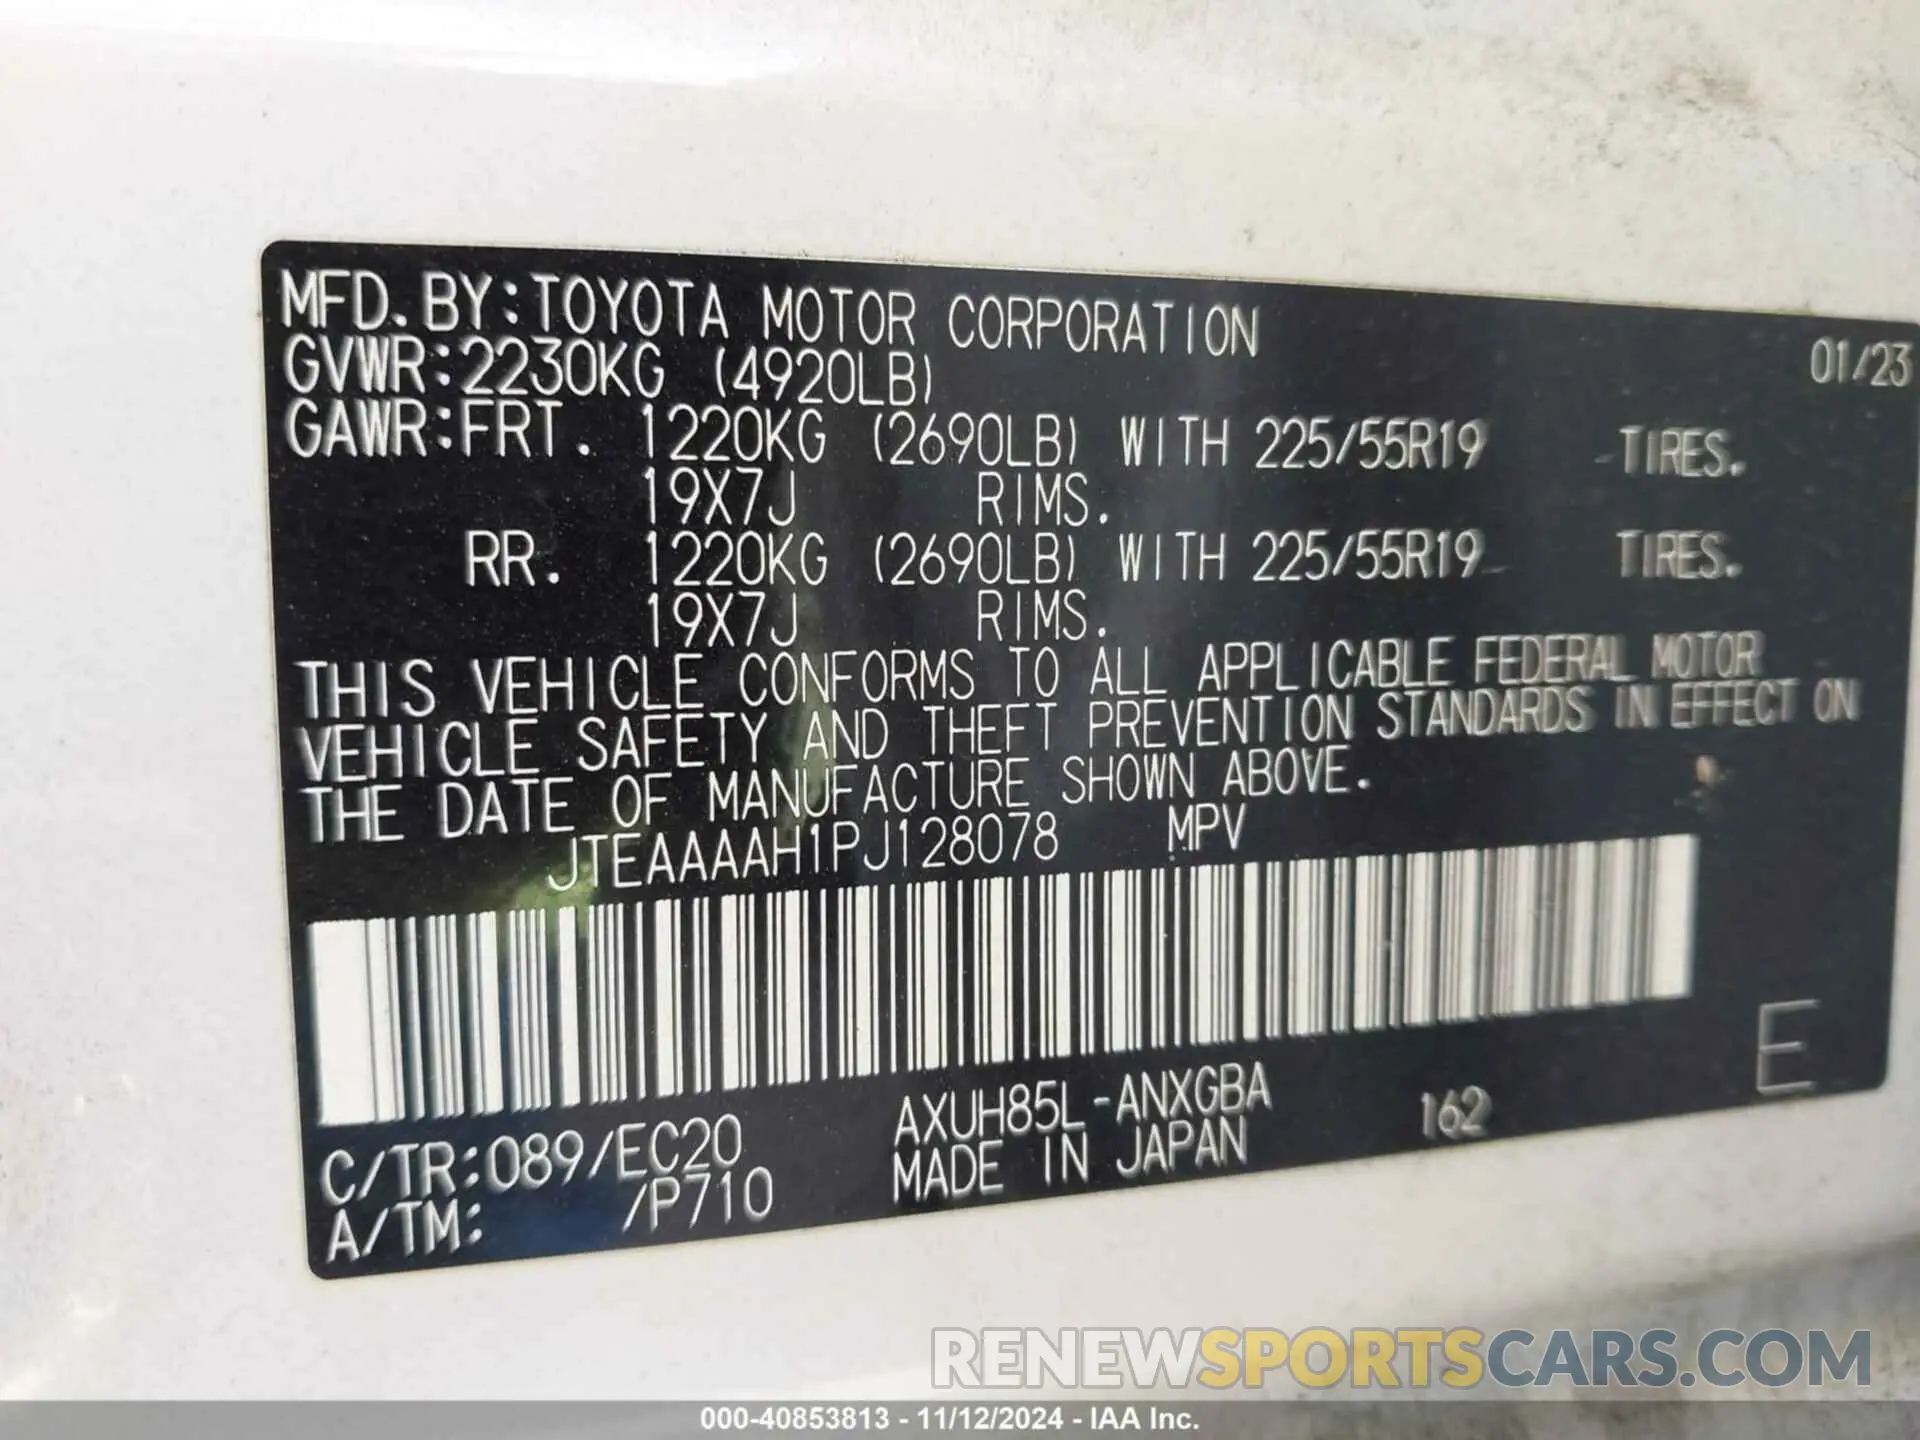 MFD. BY:TOYOTA MOTOR CORPORATION 01/23
GVWR:2230KG (4920LB)
GAWR:FRT. 1220KG (2690LB) WITH 225/55R19 TIRES.
19X7J RIMS.
RR. 1220KG (2690LB) WITH 225/55R19 TIRES.
19X7J RIMS.
THIS VEHICLE CONFORMS TO ALL APPLICABLE FEDERAL MOTOR
VEHICLE SAFETY AND THEFT PREVENTION STANDARDS IN EFFECT ON
THE DATE OF MANUFACTURE SHOWN ABOVE.
JTEAAAAH1PJ128078 MPV
E
C/TR:089/EC20 AXUH85L-ANXGBA 162
A/TM: /P710 MADE IN JAPAN
RENEWSPORTSCARS.COM
000-40853813 - 11/12/2024 - IAA Inc.